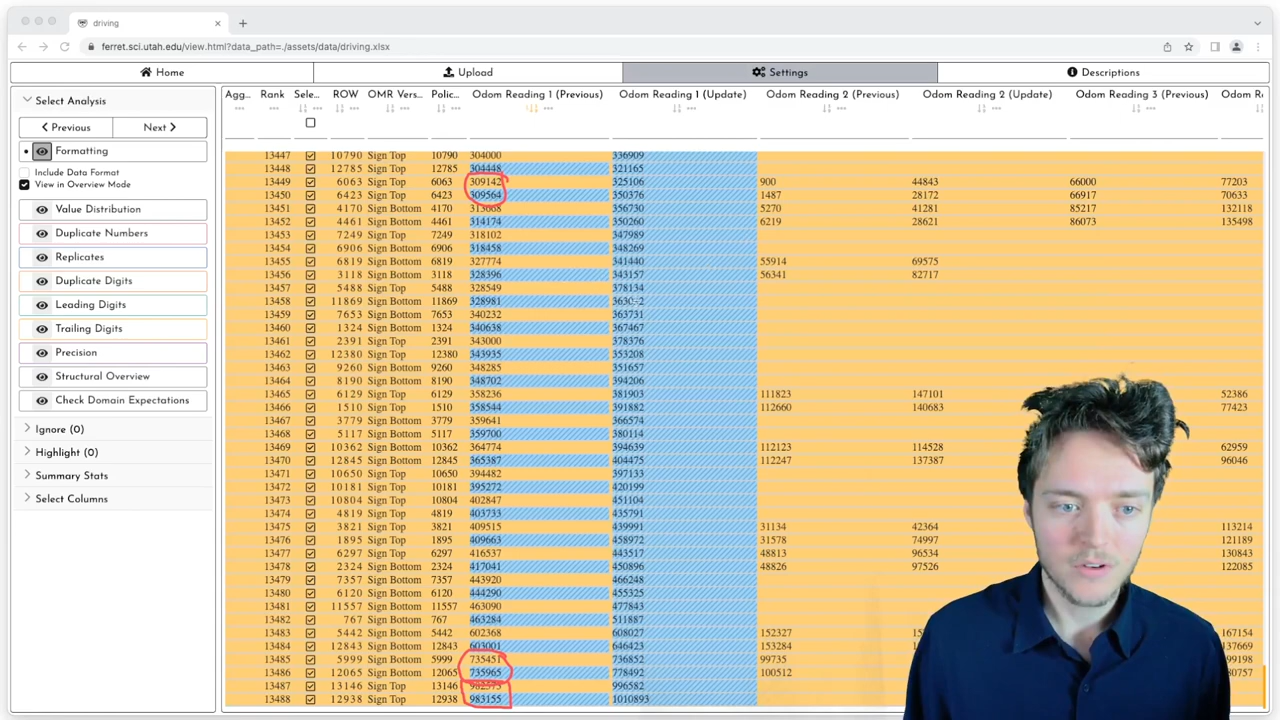 driving
ferret.sci.utah.edu/view.html?data_path=./assets/data/driving.xlsx
Home Upload Settings Descriptions
Select Analysis
Previous Next
Formatting
Include Data Format
View in Overview Mode
Value Distribution
Duplicate Numbers
Replicates
Duplicate Digits
Leading Digits
Trailing Digits
Precision
Structural Overview
Check Domain Expectations
Ignore (0)
Highlight (0)
Summary Stats
Select Columns
Agg... Rank Sele... ROW OMR Vers... Polic... Odom Reading 1 (Previous) Odom Reading 1 (Update) Odom Reading 2 (Previous) Odom Reading 2 (Update) Odom Reading 3 (Previous)
13447 10790 Sign Top 10790 304000 336909
13448 12785 Sign Top 12785 304448 321165
13449 6063 Sign Top 6063 309142 325106 900 44843 66000 77203
13450 6423 Sign Top 6423 309564 350376 1487 28172 66917 70633
13451 4170 Sign Bottom 4170 356730 5270 41281 85217 132118
13452 4461 Sign Bottom 4461 314174 350260 6219 28621 86073 135498
13453 7249 Sign Top 7249 318102 347989
13454 6906 Sign Bottom 6906 318458 348269
13455 6819 Sign Bottom 6819 327774 341440 55914 69575
13456 3118 Sign Bottom 3118 328396 343157 56341 82717
13457 5488 Sign Top 5488 328549 378134
13458 11869 Sign Bottom 11869 328981
13459 7653 Sign Bottom 7653 340232 363731
13460 1324 Sign Bottom 1324 340638 367467
13461 2391 Sign Top 2391 343000 378376
13462 12380 Sign Top 12380 343935 353208
13463 9260 Sign Bottom 9260 348285 351657
13464 8190 Sign Bottom 8190 348702 394206
13465 6129 Sign Top 6129 358236 381903 111823 147101 52386
13466 1510 Sign Top 1510 358544 391882 112660 140683 77423
13467 3779 Sign Bottom 3779 359641 366574
13468 5117 Sign Bottom 5117 359700 380114
13469 10362 Sign Bottom 10362 364774 394639 112123 114528 62959
13470 12845 Sign Bottom 12845 365387 404475 112247 137387 96046
13471 10650 Sign Top 10650 394482 397133
13472 10181 Sign Top 10181 395272 420199
13473 10804 Sign Top 10804 402847 451104
13474 4819 Sign Top 4819 403733 435791
13475 3821 Sign Top 3821 409515 439991 31134 42364 113214
13476 1895 Sign Top 1895 409663 458972 31578 74997 121189
13477 6297 Sign Top 6297 416537 443517 48813 96534 130843
13478 2324 Sign Bottom 2324 417041 450896 48826 97526 122085
13479 7357 Sign Top 7357 443920 466248
13480 6120 Sign Bottom 6120 444290 455325
13481 11557 Sign Bottom 11557 463090 477843
13482 767 Sign Bottom 767 463284 511887
13483 5442 Sign Bottom 5442 602368 608027 152327 167154
13484 12843 Sign Bottom 12843 603001 646423 153284
13485 5999 Sign Bottom 5999 735451 736852 99735
13486 12065 Sign Bottom 12065 735965 778492 100512
13487 13146 Sign Top 13146 996582
13488 12938 Sign Top 12938 983155 1010893